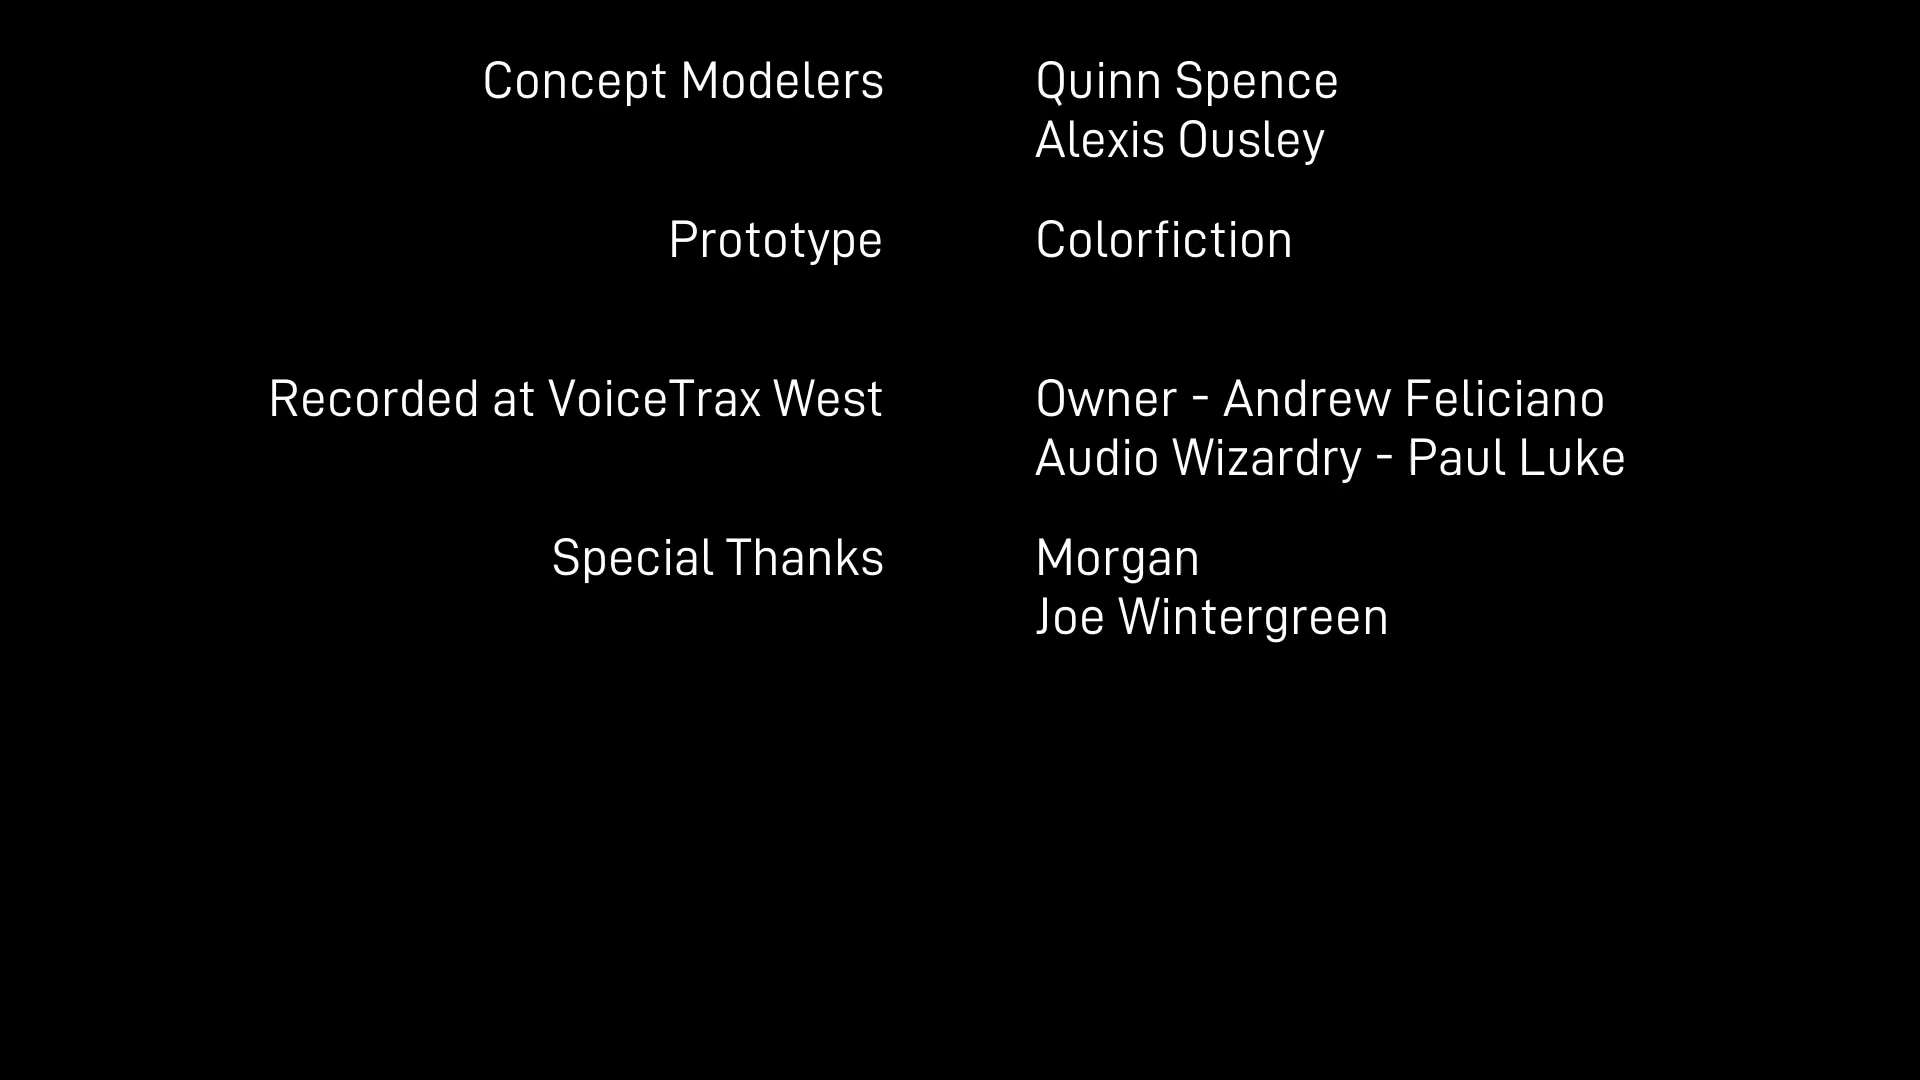 Concept Modelers Quinn Spence
Alexis Ousley
Prototype Colorfiction
Recorded at VoiceTrax West Owner - Andrew Feliciano
Audio Wizardry - Paul Luke
Special Thanks Morgan
Joe Wintergreen